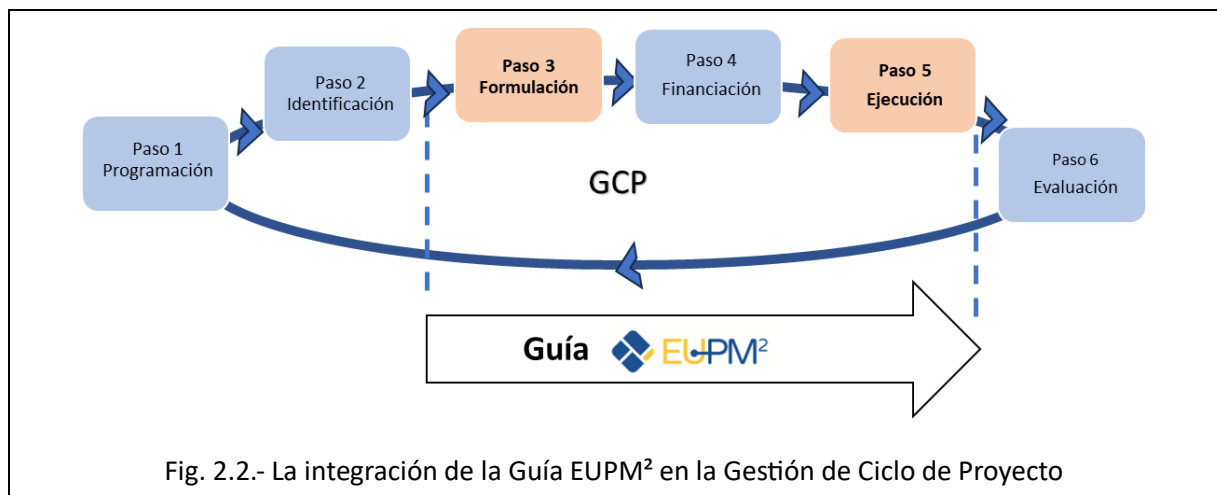 Paso 1
Programación
Paso 2
Identificación
Paso 3
Formulación
Paso 4
Financiación
Paso 5
Ejecución
Paso 6
Evaluación
GCP
Guía EUPM²
Fig. 2.2.- La integración de la Guía EUPM² en la Gestión de Ciclo de Proyecto